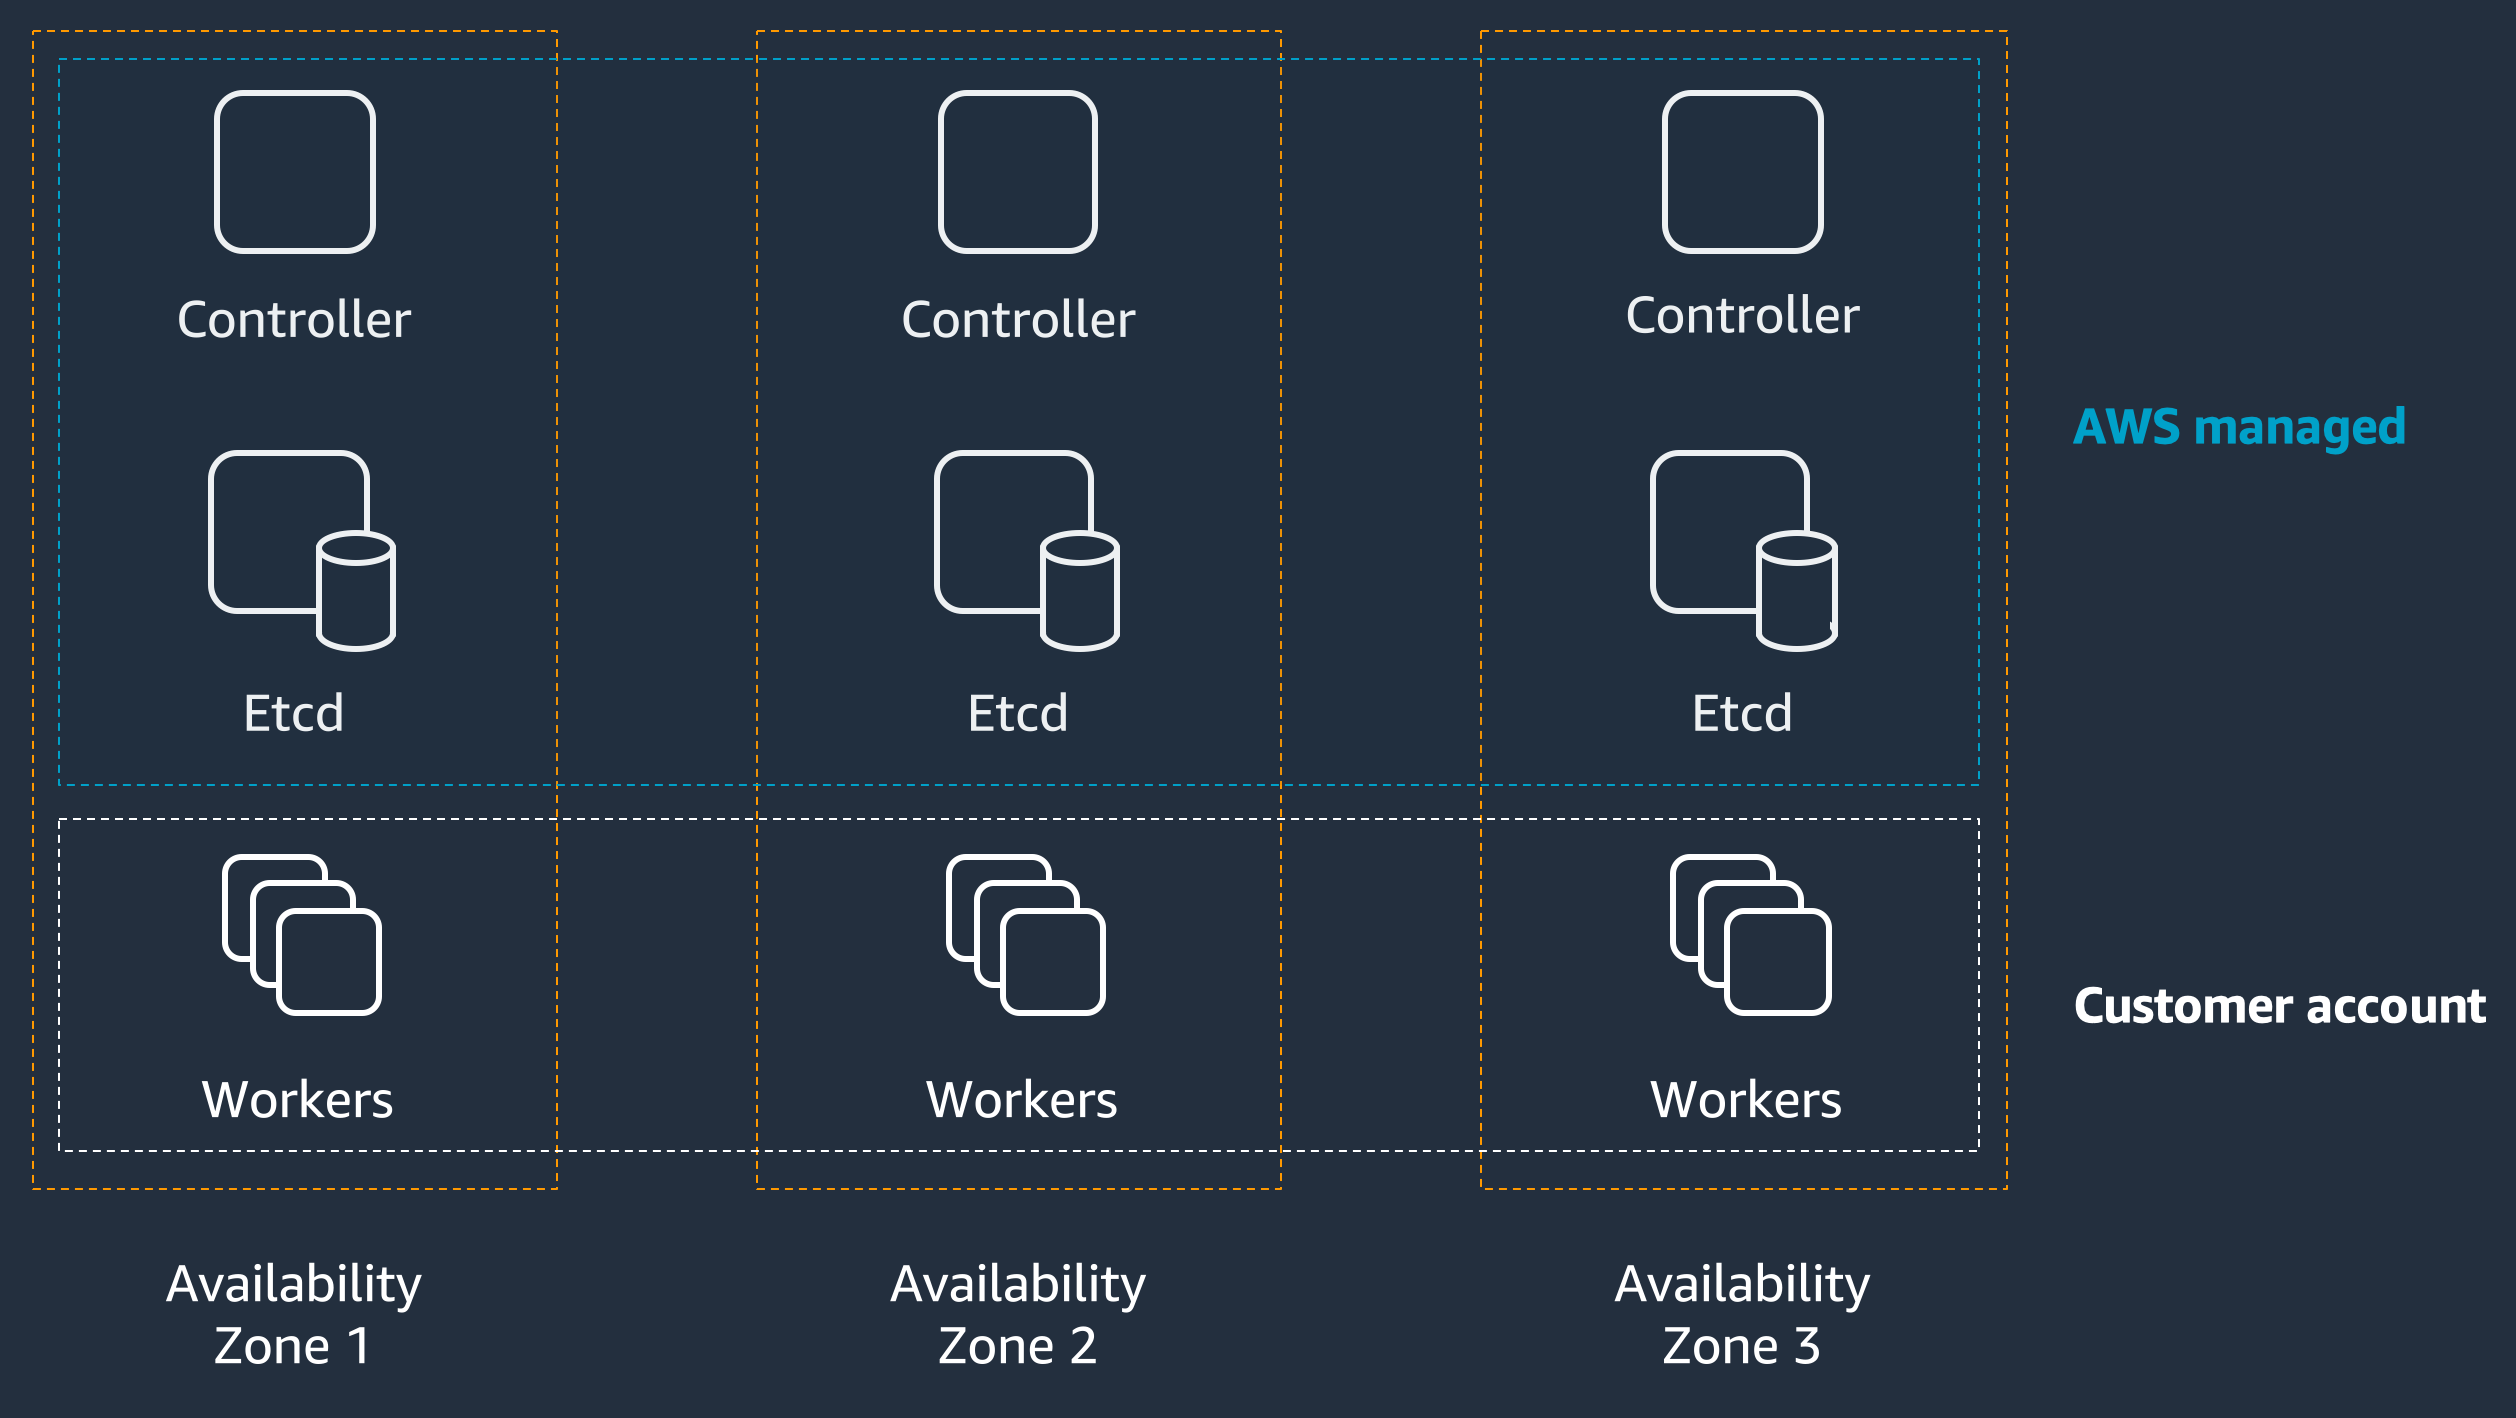 Controller
Controller
Controller
AWS managed
Etcd
Etcd
Etcd
Customer account
Workers
Workers
Workers
Availability
Zone 1
Availability
Zone 2
Availability
Zone 3